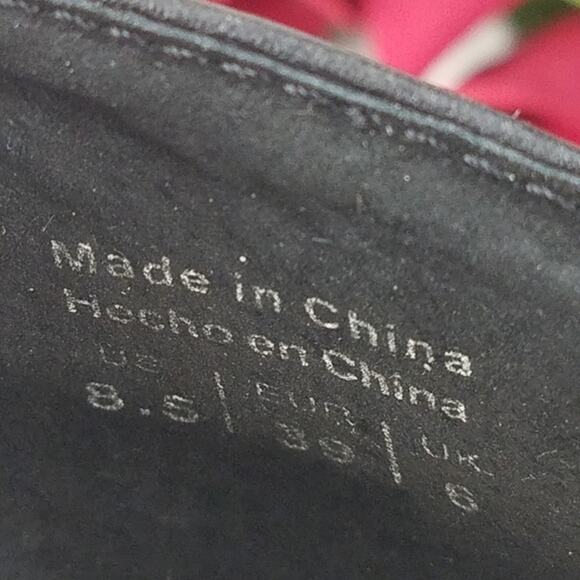 Made in China
Hecho en China
US | EUR | UK
8.5 | 39 | 6